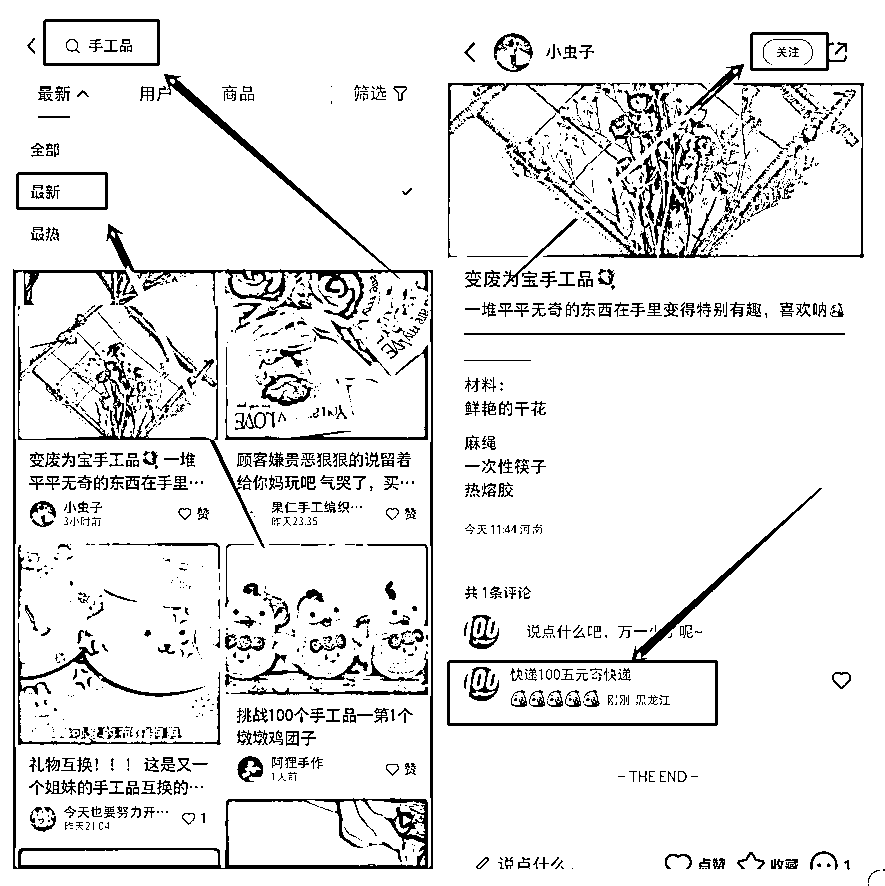 手工品
最新
用户
商品
筛选
全部
最新
最热
变废为宝手工品 一堆
平平无奇的东西在手里…
小虫子
3小时前
赞
顾客嫌贵恶狠狠的说留着
给你妈玩吧 气哭了，买…
果仁手工编织…
昨天23:35
赞
礼物互换！！！ 这是又一
个姐妹的手工品互换的…
今天也要努力开…
昨天21:04
1
挑战100个手工品—第1个
墩墩鸡团子
阿狸手作
1天前
赞
小虫子
关注
变废为宝手工品
一堆平平无奇的东西在手里变得特别有趣，喜欢呐
材料：
鲜艳的干花
麻绳
一次性筷子
热熔胶
今天 11:44 河南
共 1条评论
说点什么吧，万一火了呢~
快递100五元寄快递
刚刚 黑龙江
- THE END -
说点什么
点赞
收藏
1